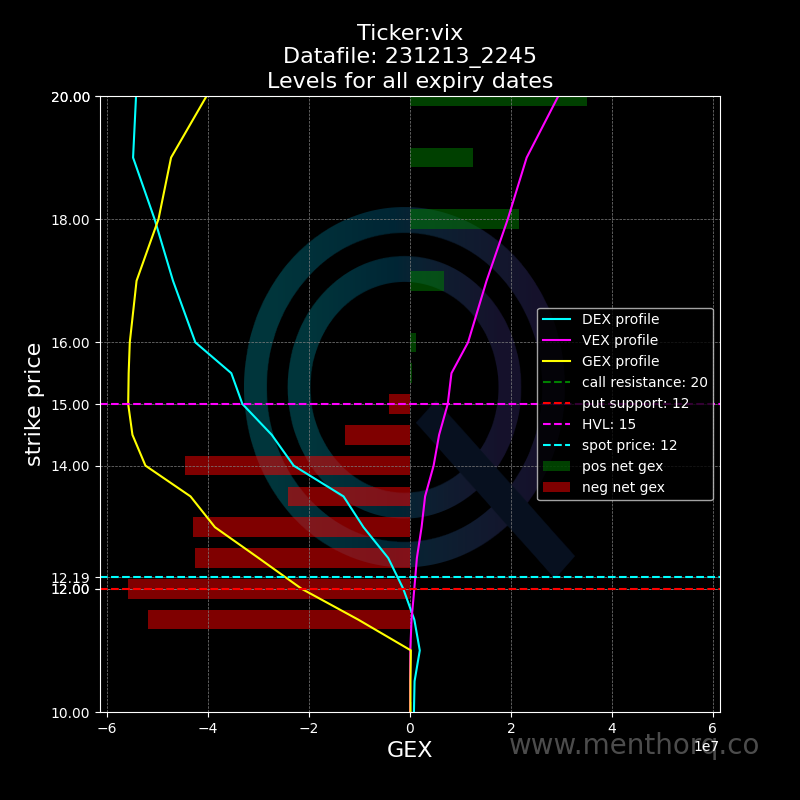 Ticker:vix
Datafile: 231213_2245
Levels for all expiry dates
20.00
18.00
16.00
15.00
14.00
12.19
12.00
10.00
strike price
DEX profile
VEX profile
GEX profile
call resistance: 20
put support: 12
HVL: 15
spot price: 12
pos net gex
neg net gex
−6 −4 −2 0 2 4 6
1e7
GEX
www.menthorq.co